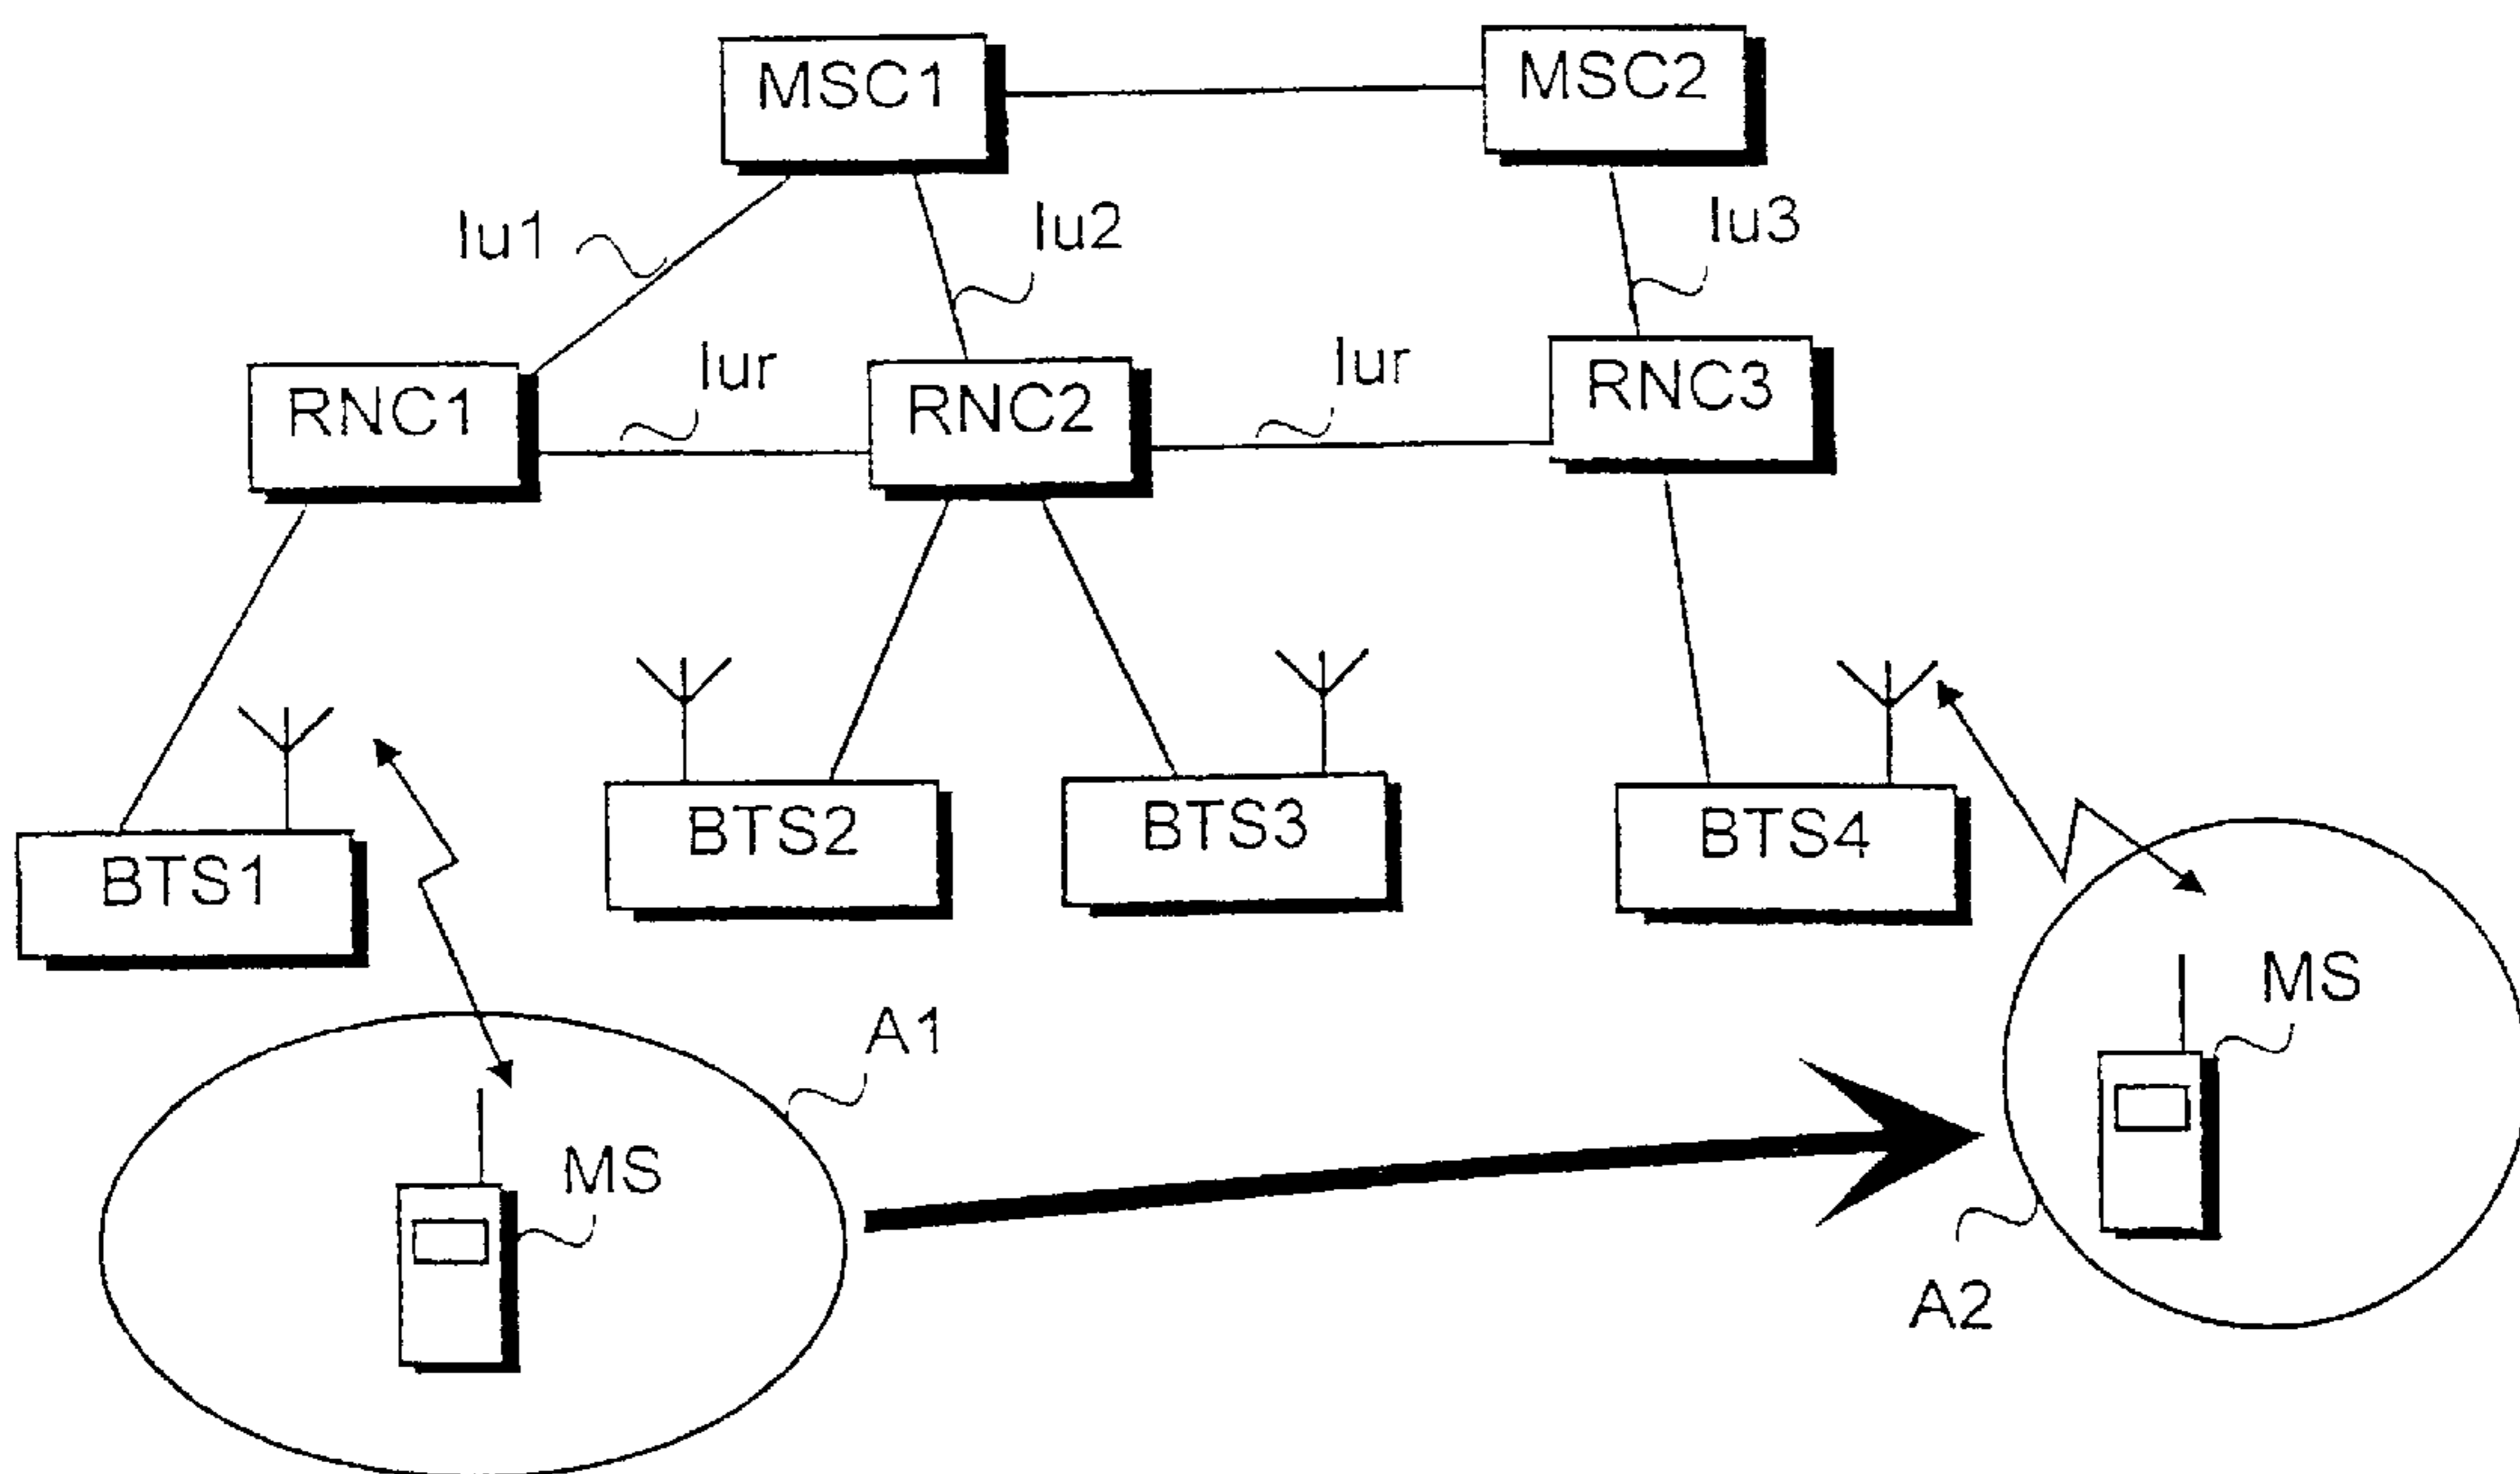 MSC1
MSC2
Iu1
Iu2
Iu3
RNC1
Iur
RNC2
Iur
RNC3
BTS1
BTS2
BTS3
BTS4
A1
MS
MS
A2